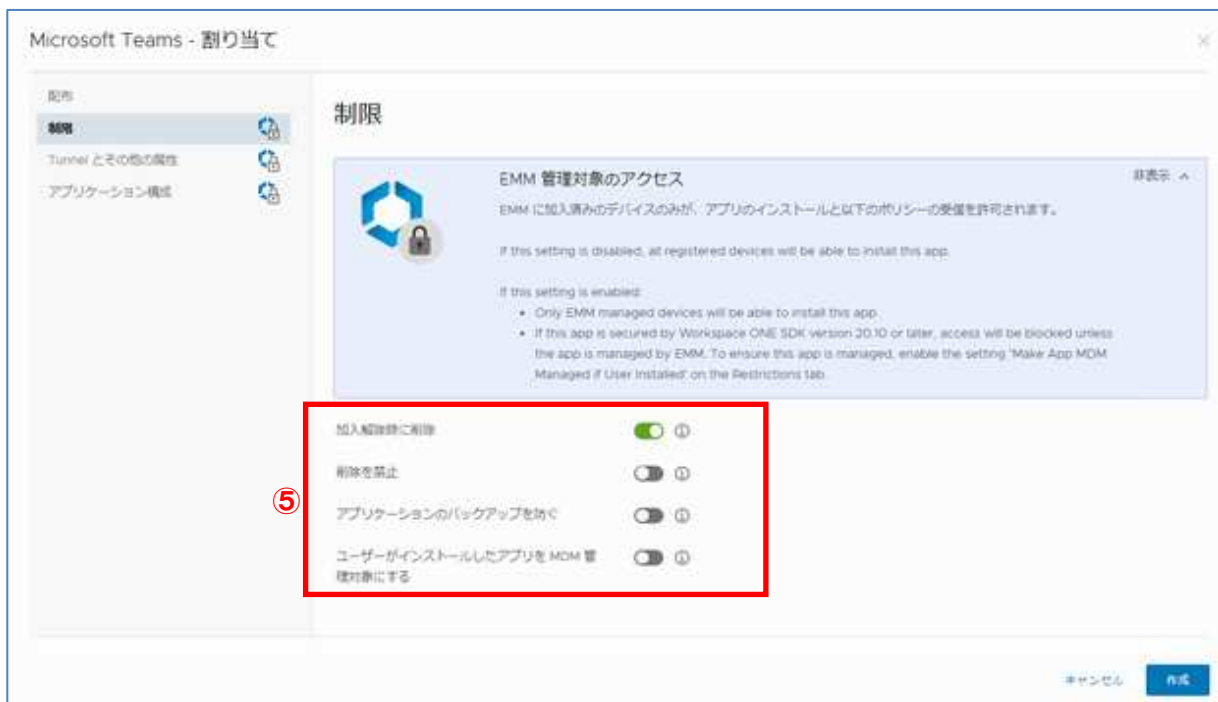 Microsoft Teams - 割り当て
配布
制限
Tunnel とその他の属性
アプリケーション構成
制限
EMM 管理対象のアクセス
非表示
EMM に加入済みのデバイスのみが、アプリのインストールと以下のポリシーの受信を許可されます。
If this setting is disabled, all registered devices will be able to install this app.
If this setting is enabled:
• Only EMM managed devices will be able to install this app
• If this app is secured by Workspace ONE SDK version 20.10 or later, access will be blocked unless
the app is managed by EMM. To ensure this app is managed, enable the setting 'Make App MDM
Managed if User Installed' on the Restrictions tab.
⑤
加入解除時に削除
削除を禁止
アプリケーションのバックアップを防ぐ
ユーザーがインストールしたアプリを MDM 管
理対象にする
キャンセル
作成